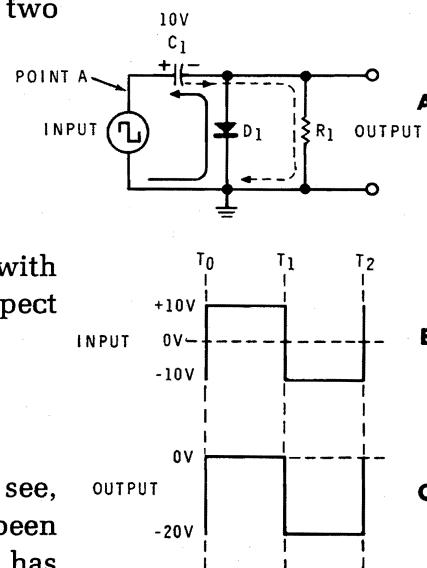 two
10V
C1
+ −
POINT A
INPUT
D1
R1
OUTPUT
A
with
pect
T0 T1 T2
+10V
INPUT
0V
-10V
B
see,
been
has
0V
OUTPUT
-20V
C